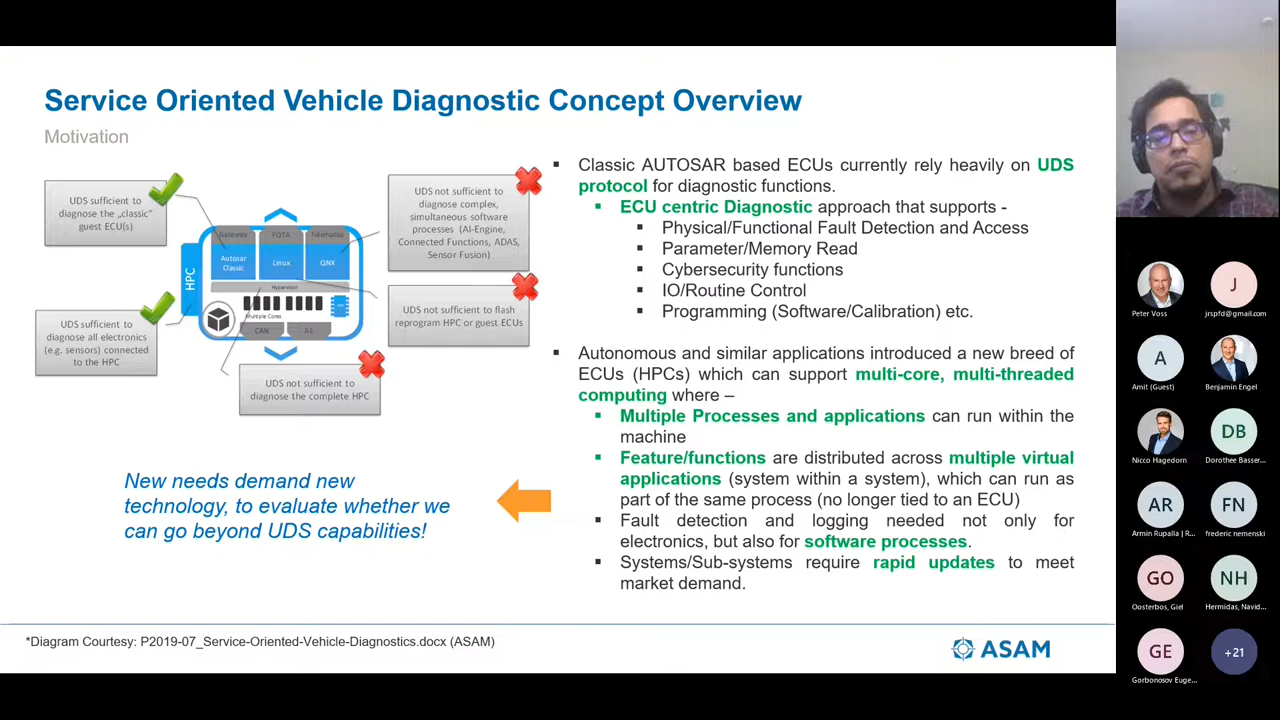 Service Oriented Vehicle Diagnostic Concept Overview
Motivation
UDS sufficient to
diagnose the „classic"
guest ECU(s)
UDS not sufficient to
diagnose complex,
simultaneous software
processes (AI-Engine,
Connected Functions, ADAS,
Sensor Fusion)
Gateway
FOTA
Telematics
Autosar
Classic
Linux
QNX
HPC
Hypervisor
Multiple Cores
CAN
UDS sufficient to
diagnose all electronics
(e.g. sensors) connected
to the HPC
UDS not sufficient to flash
reprogram HPC or guest ECUs
UDS not sufficient to
diagnose the complete HPC
New needs demand new
technology, to evaluate whether we
can go beyond UDS capabilities!
▪ Classic AUTOSAR based ECUs currently rely heavily on UDS
protocol for diagnostic functions.
▪ ECU centric Diagnostic approach that supports -
▪ Physical/Functional Fault Detection and Access
▪ Parameter/Memory Read
▪ Cybersecurity functions
▪ IO/Routine Control
▪ Programming (Software/Calibration) etc.
▪ Autonomous and similar applications introduced a new breed of
ECUs (HPCs) which can support multi-core, multi-threaded
computing where –
▪ Multiple Processes and applications can run within the
machine
▪ Feature/functions are distributed across multiple virtual
applications (system within a system), which can run as
part of the same process (no longer tied to an ECU)
▪ Fault detection and logging needed not only for
electronics, but also for software processes.
▪ Systems/Sub-systems require rapid updates to meet
market demand.
*Diagram Courtesy: P2019-07_Service-Oriented-Vehicle-Diagnostics.docx (ASAM)
ASAM
Peter Voss
J
jrspfd@gmail.com
A
Amit (Guest)
Benjamin Engel
Nicco Hagedorn
DB
Dorothee Basser...
AR
Armin Rupalla | R...
FN
frederic nemenski
GO
Oosterbos, Giel
NH
Hermidas, Navid...
GE
Gorbonosov Euge...
+21